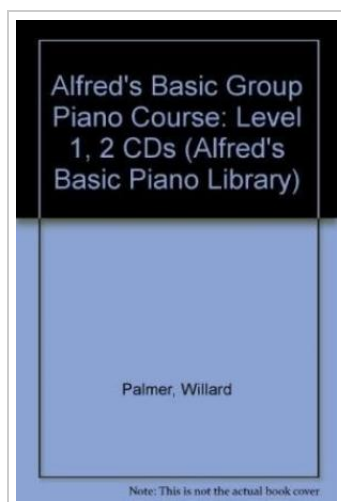 Alfred's Basic Group
Piano Course: Level
1, 2 CDs (Alfred's
Basic Piano Library)
Palmer, Willard
Note: This is not the actual book cover